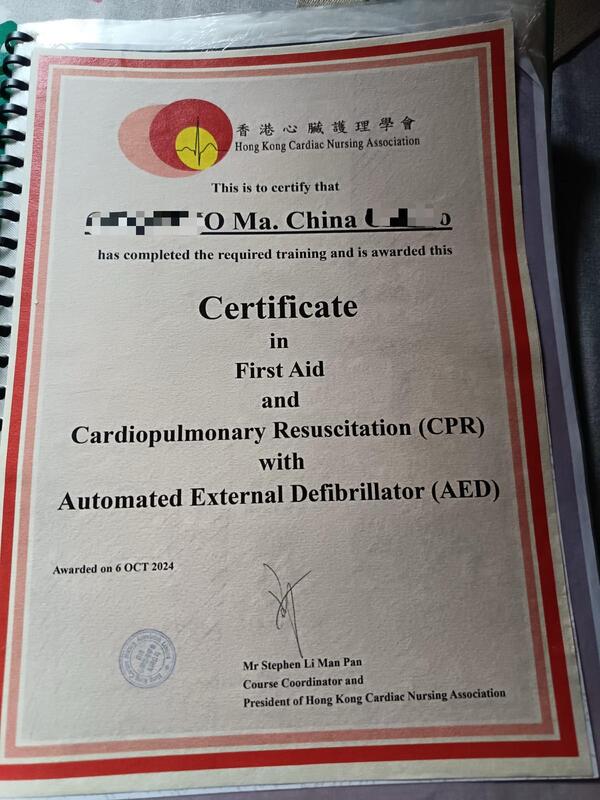 香港心臟護理學會
Hong Kong Cardiac Nursing Association
This is to certify that
O Ma. China
has completed the required training and is awarded this
Certificate
in
First Aid
and
Cardiopulmonary Resuscitation (CPR)
with
Automated External Defibrillator (AED)
Awarded on 6 OCT 2024
Mr Stephen Li Man Pan
Course Coordinator and
President of Hong Kong Cardiac Nursing Association